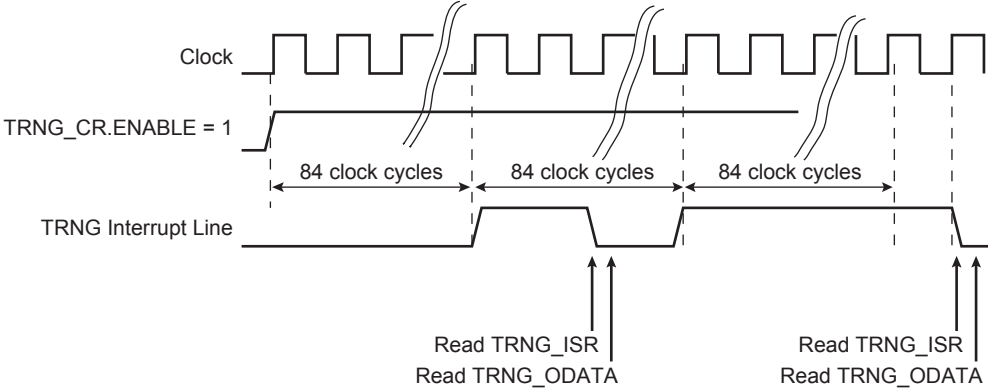 Clock
TRNG_CR.ENABLE = 1
84 clock cycles 84 clock cycles 84 clock cycles
TRNG Interrupt Line
Read TRNG_ISR Read TRNG_ISR
Read TRNG_ODATA Read TRNG_ODATA